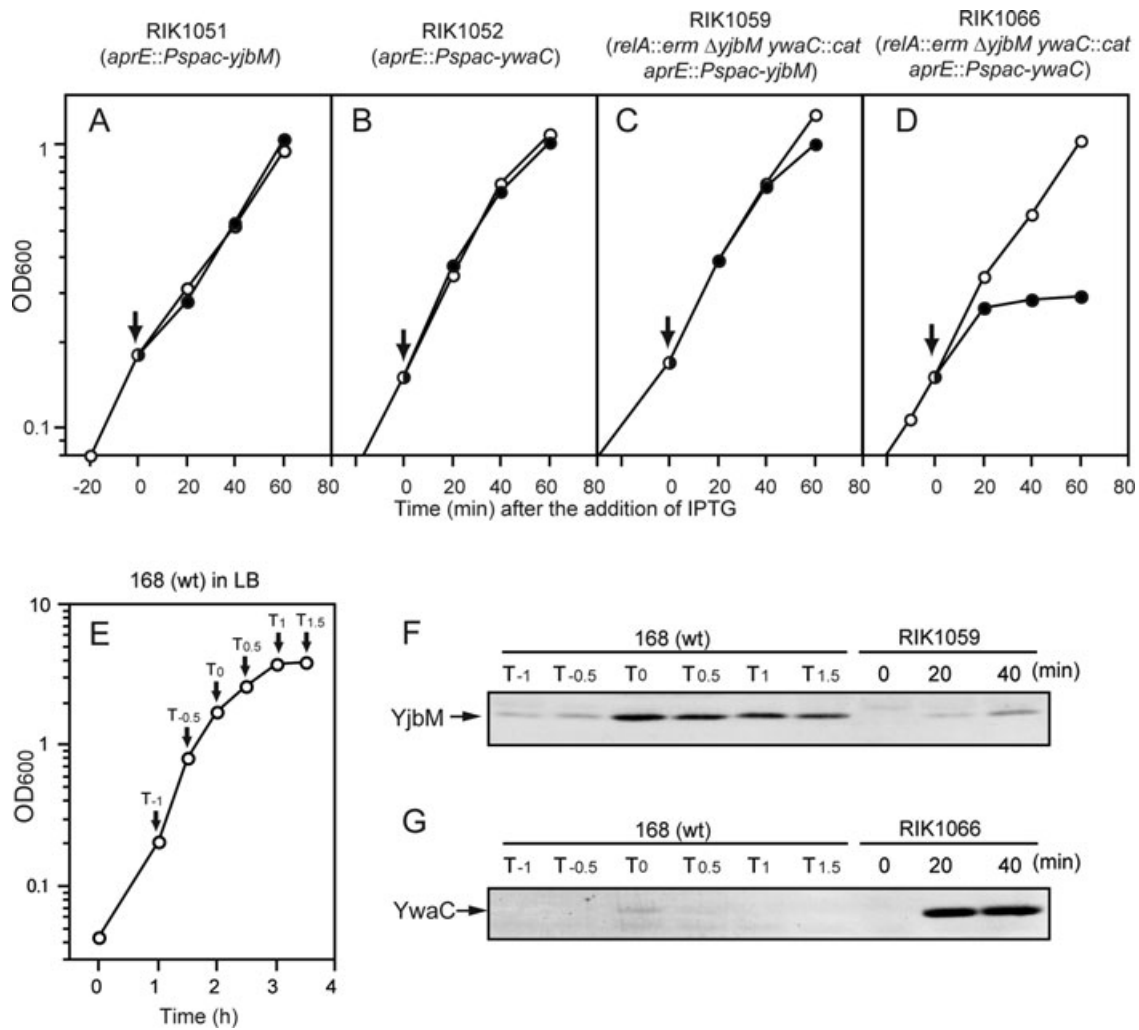 RIK1051
(aprE::Pspac-yjbM)
RIK1052
(aprE::Pspac-ywaC)
RIK1059
(relA::erm ΔyjbM ywaC::cat
aprE::Pspac-yjbM)
RIK1066
(relA::erm ΔyjbM ywaC::cat
aprE::Pspac-ywaC)
A
B
C
D
OD600
1
0.1
-20 0 20 40 60 80
0 20 40 60 80
0 20 40 60 80
0 20 40 60 80
Time (min) after the addition of IPTG
168 (wt) in LB
E
OD600
10
1
0.1
T-1
T-0.5
T0
T0.5
T1
T1.5
0 1 2 3 4
Time (h)
F
168 (wt)
RIK1059
T-1 T-0.5 T0 T0.5 T1 T1.5 0 20 40 (min)
YjbM
G
168 (wt)
RIK1066
T-1 T-0.5 T0 T0.5 T1 T1.5 0 20 40 (min)
YwaC